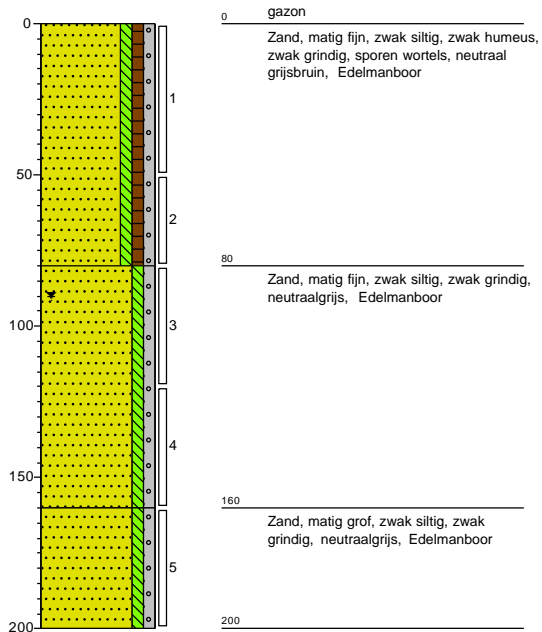 0
gazon
0
Zand, matig fijn, zwak siltig, zwak humeus,
zwak grindig, sporen wortels, neutraal
grijsbruin, Edelmanboor
1
50
2
80
Zand, matig fijn, zwak siltig, zwak grindig,
neutraalgrijs, Edelmanboor
3
100
4
150
160
Zand, matig grof, zwak siltig, zwak
grindig, neutraalgrijs, Edelmanboor
5
200
200